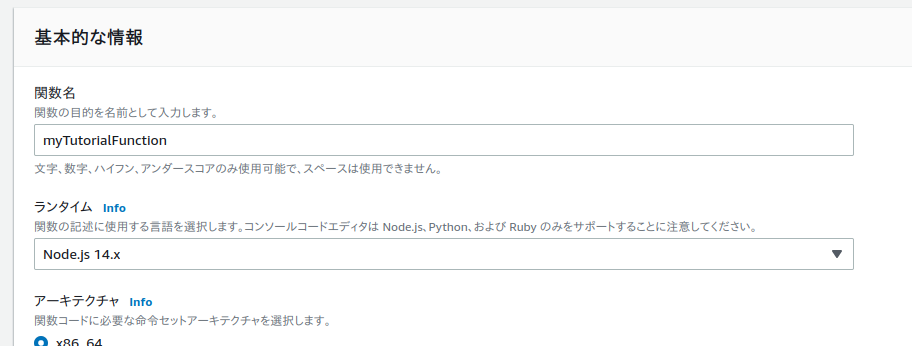 基本的な情報
関数名
関数の目的を名前として入力します。
myTutorialFunction
文字、数字、ハイフン、アンダースコアのみ使用可能で、スペースは使用できません。
ランタイム Info
関数の記述に使用する言語を選択します。コンソールコードエディタは Node.js、Python、および Ruby のみをサポートすることに注意してください。
Node.js 14.x
アーキテクチャ Info
関数コードに必要な命令セットアーキテクチャを選択します。
x86_64